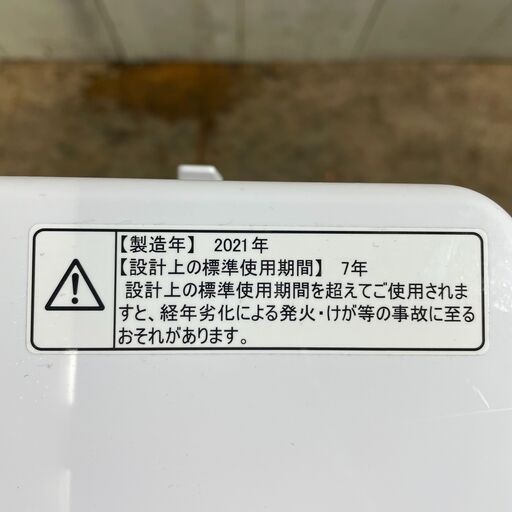 【製造年】 2021年
【設計上の標準使用期間】 7年
設計上の標準使用期間を超えてご使用されま
すと、経年劣化による発火・けが等の事故に至る
おそれがあります。